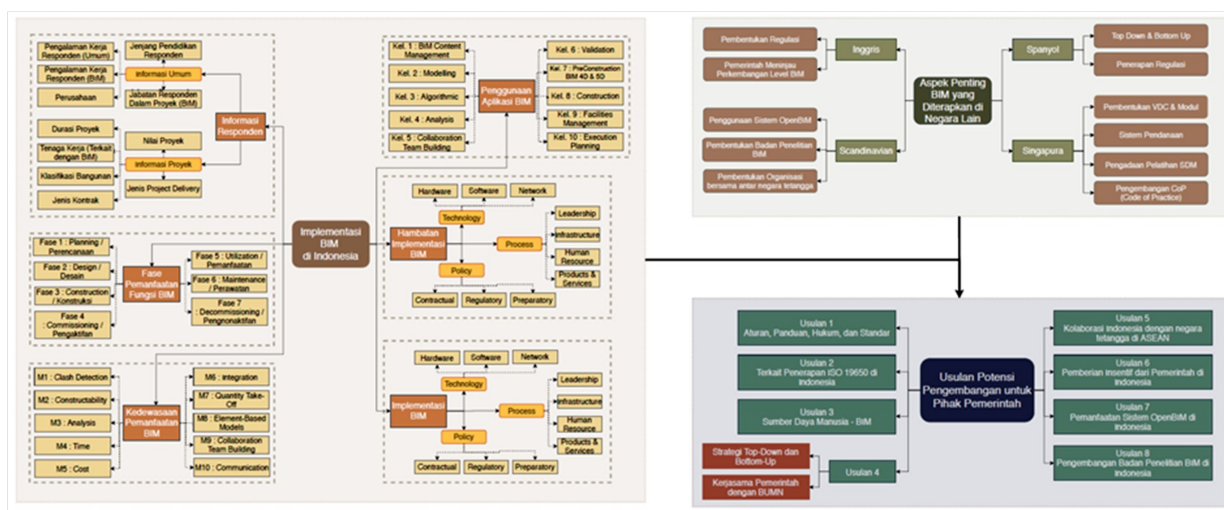 Pengalaman Kerja
Responden (Umum)
Pengalaman Kerja
Responden (BIM)
Perusahaan
Jenjang Pendidikan
Responden
Informasi Umum
Jabatan Responden
Dalam Proyek (BIM)
Informasi
Responden
Durasi Proyek
Tenaga Kerja (Terkait
dengan BIM)
Klasifikasi Bangunan
Jenis Kontrak
Nilai Proyek
Informasi Proyek
Jenis Project Delivery
Kel. 1 : BIM Content
Management
Kel. 2 : Modelling
Kel. 3 : Algorithmic
Kel. 4 : Analysis
Kel. 5 : Collaboration
Team Building
Penggunaan
Aplikasi BIM
Kel. 6 : Validation
Kel. 7 : PreConstruction
BIM 4D & 5D
Kel. 8 : Construction
Kel. 9 : Facilities
Management
Kel. 10 : Execution
Planning
Implementasi
BIM
di Indonesia
Fase 1 : Planning /
Perencanaan
Fase 2 : Design /
Desain
Fase 3 : Construction
/ Konstruksi
Fase 4
: Commissioning /
Pengaktifan
Fase
Pemanfaatan
Fungsi BIM
Fase 5 : Utilization /
Pemanfaatan
Fase 6 : Maintenance /
Perawatan
Fase 7
: Decommissioning /
Pengnonaktifan
Hardware
Software
Network
Technology
Hambatan
Implementasi
BIM
Process
Policy
Leadership
Infrastructure
Human
Resource
Products &
Services
Contractual
Regulatory
Preparatory
M1 : Clash Detection
M2 : Constructability
M3 : Analysis
M4 : Time
M5 : Cost
Kedewasaan
Pemanfaatan
BIM
M6 : Integration
M7 : Quantity Take-
Off
M8 : Element-Based
Models
M9 : Collaboration
Team Building
M10 : Communication
Hardware
Software
Network
Technology
Implementasi
BIM
Process
Policy
Leadership
Infrastructure
Human
Resource
Products &
Services
Contractual
Regulatory
Preparatory
Pembentukan Regulasi
Pemerintah Meninjau
Perkembangan Level BIM
Inggris
Penggunaan Sistem OpenBIM
Pembentukan Badan Penelitian
BIM
Pembentukan Organisasi
bersama antar negara tetangga
Scandinavian
Aspek Penting
BIM yang
Diterapkan di
Negara Lain
Spanyol
Top Down & Bottom Up
Penerapan Regulasi
Singapura
Pembentukan VDC & Modul
Sistem Pendanaan
Pengadaan Pelatihan SDM
Pengembangan CoP
(Code of Practice)
Usulan 1
Aturan, Panduan, Hukum, dan Standar
Usulan 2
Terkait Penerapan ISO 19650 di
Indonesia
Usulan 3
Sumber Daya Manusia - BIM
Strategi Top-Down dan
Bottom-Up
Kerjasama Pemerintah
dengan BUMN
Usulan 4
Usulan Potensi
Pengembangan untuk
Pihak Pemerintah
Usulan 5
Kolaborasi Indonesia dengan negara
tetangga di ASEAN
Usulan 6
Pemberian Insentif dari Pemerintah di
Indonesia
Usulan 7
Pemanfaatan Sistem OpenBIM di
Indonesia
Usulan 8
Pengembangan Badan Penelitian BIM di
Indonesia